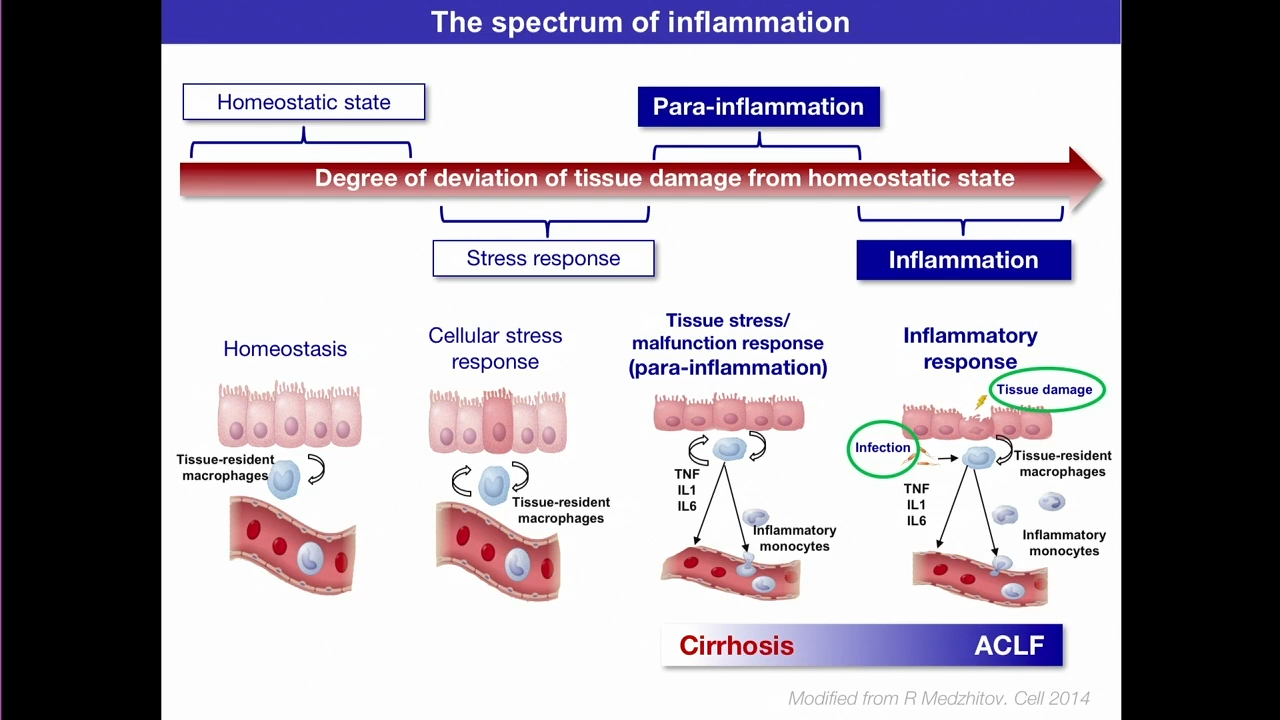 The spectrum of inflammation
Homeostatic state
Para-inflammation
Degree of deviation of tissue damage from homeostatic state
Stress response
Inflammation
Homeostasis
Cellular stress
response
Tissue stress/
malfunction response
(para-inflammation)
Inflammatory
response
Tissue damage
Infection
Tissue-resident
macrophages
Tissue-resident
macrophages
TNF
IL1
IL6
Inflammatory
monocytes
TNF
IL1
IL6
Tissue-resident
macrophages
Inflammatory
monocytes
Cirrhosis
ACLF
Modified from R Medzhitov. Cell 2014